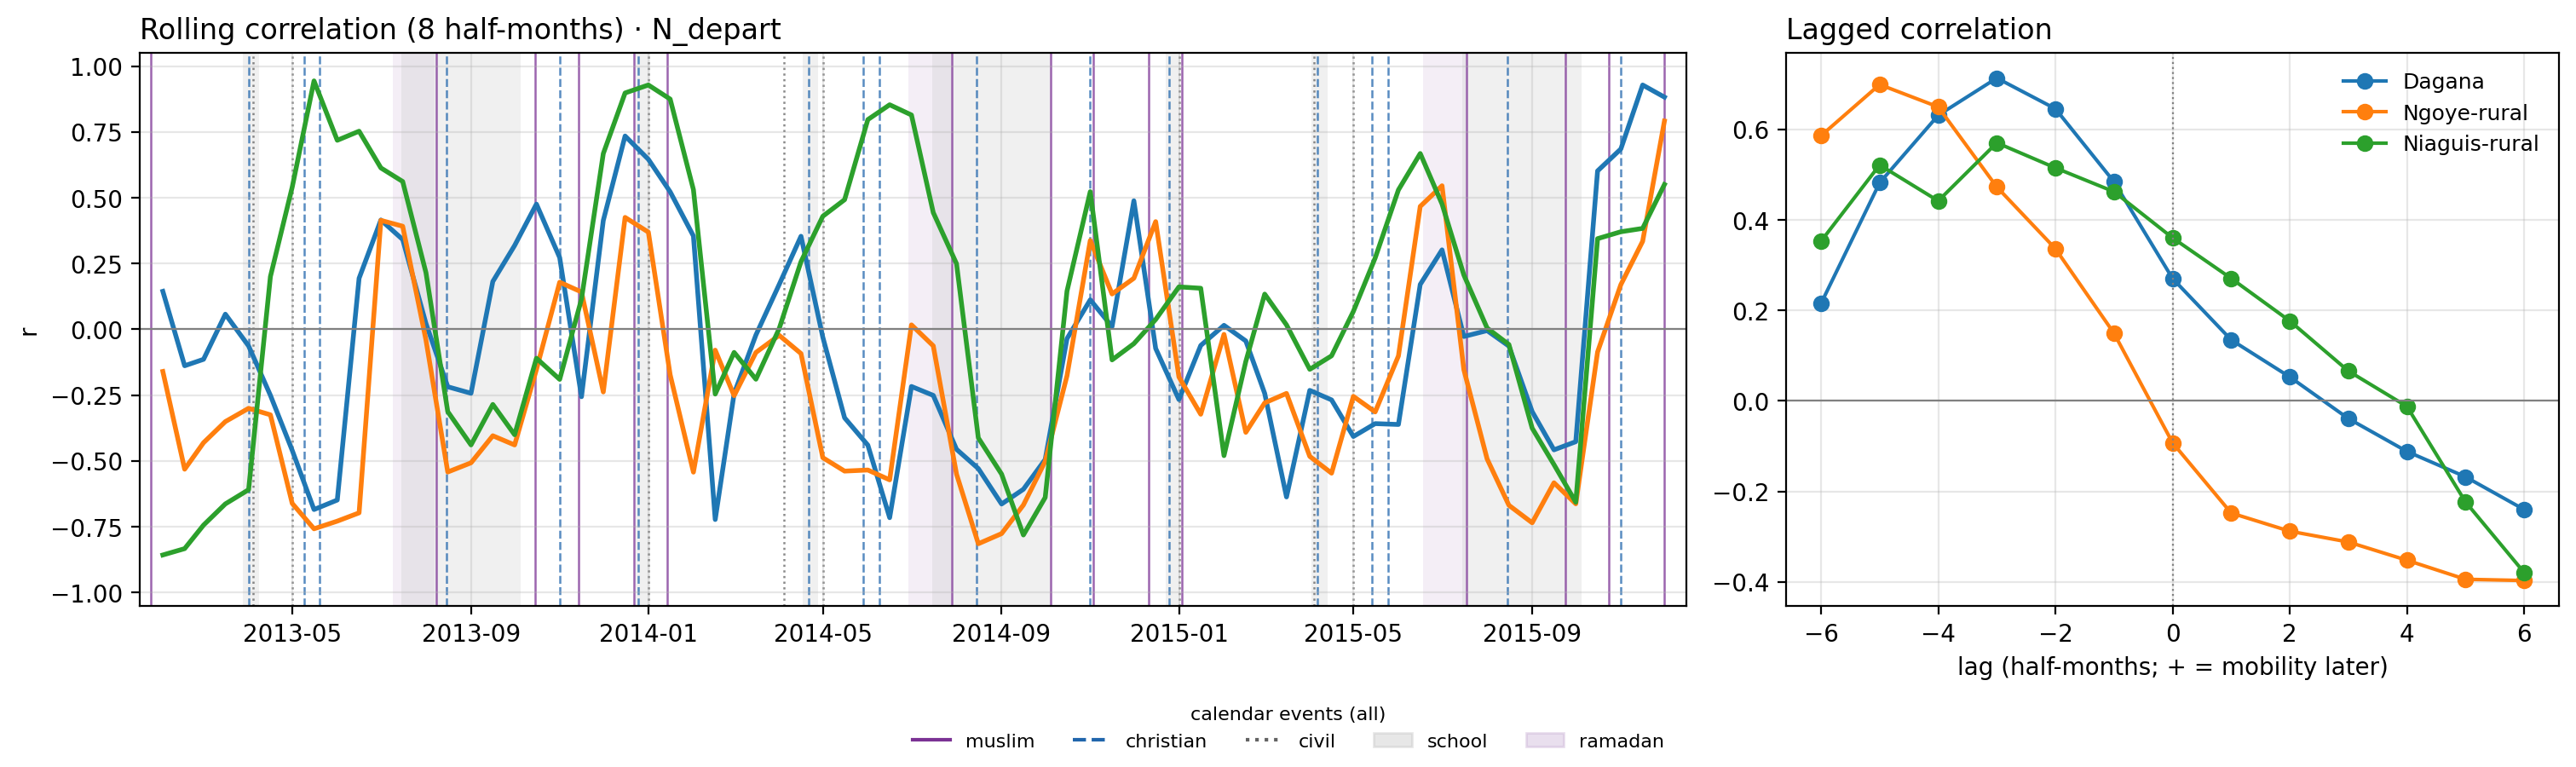 Rolling correlation (8 half-months) · N_depart
r
1.00
0.75
0.50
0.25
0.00
−0.25
−0.50
−0.75
−1.00
2013-05 2013-09 2014-01 2014-05 2014-09 2015-01 2015-05 2015-09
Lagged correlation
0.6
0.4
0.2
0.0
−0.2
−0.4
Dagana
Ngoye-rural
Niaguis-rural
−6 −4 −2 0 2 4 6
lag (half-months; + = mobility later)
calendar events (all)
muslim christian civil school ramadan